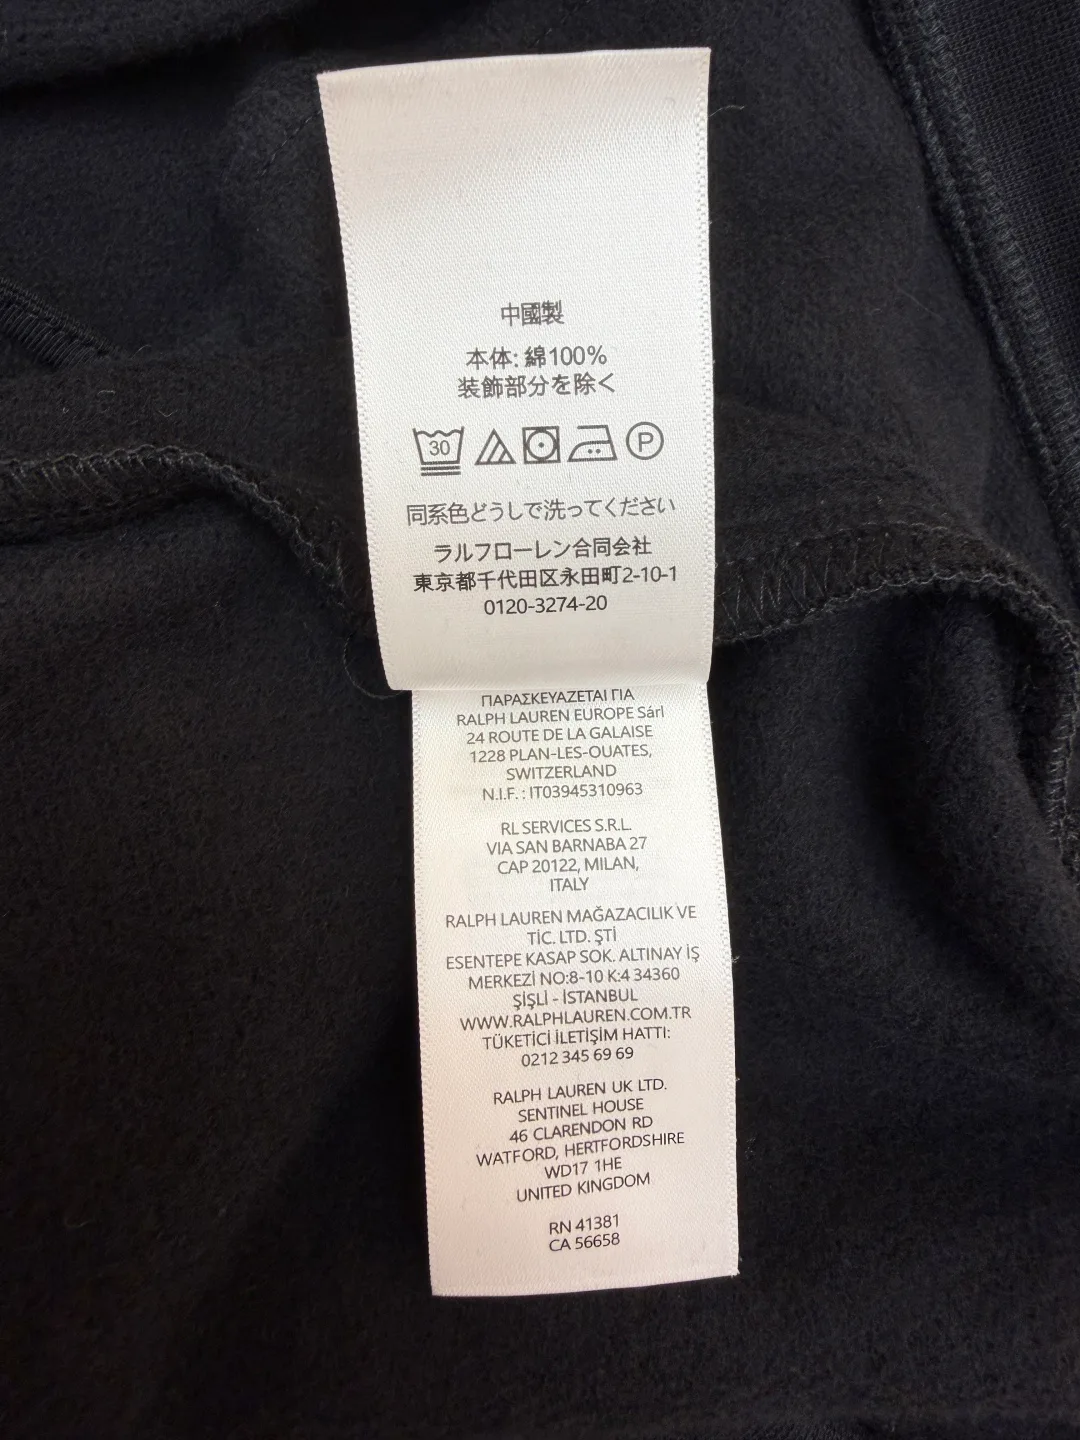 中國製
本体: 綿100%
装飾部分を除く
30 P
同系色どうしで洗ってください
ラルフローレン合同会社
東京都千代田区永田町2-10-1
0120-3274-20
ΠΑΡΑΣΚΕΥΑΖΕΤΑΙ ΓΙΑ
RALPH LAUREN EUROPE Sárl
24 ROUTE DE LA GALAISE
1228 PLAN-LES-OUATES,
SWITZERLAND
N.I.F. : IT03945310963
RL SERVICES S.R.L.
VIA SAN BARNABA 27
CAP 20122, MILAN,
ITALY
RALPH LAUREN MAĞAZACILIK VE
TİC. LTD. ŞTİ
ESENTEPE KASAP SOK. ALTINAY İŞ
MERKEZİ NO:8-10 K:4 34360
ŞİŞLİ - İSTANBUL
WWW.RALPHLAUREN.COM.TR
TÜKETİCİ İLETİŞİM HATTI:
0212 345 69 69
RALPH LAUREN UK LTD.
SENTINEL HOUSE
46 CLARENDON RD
WATFORD, HERTFORDSHIRE
WD17 1HE
UNITED KINGDOM
RN 41381
CA 56658